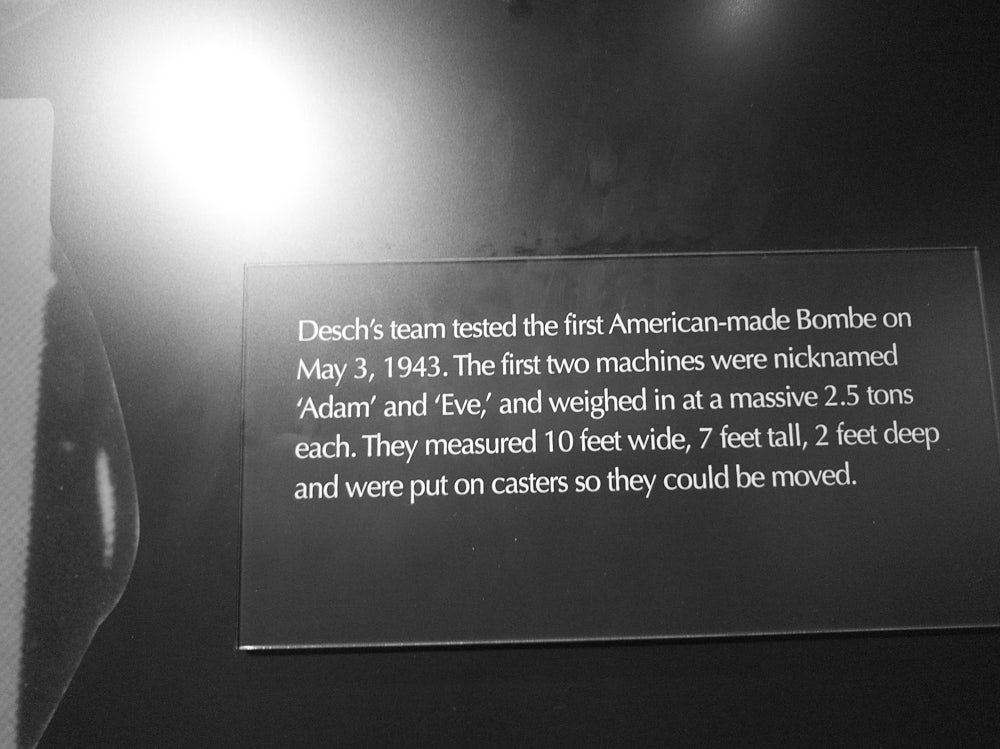 Desch's team tested the first American-made Bombe on
May 3, 1943. The first two machines were nicknamed
‘Adam’ and ‘Eve,’ and weighed in at a massive 2.5 tons
each. They measured 10 feet wide, 7 feet tall, 2 feet deep
and were put on casters so they could be moved.